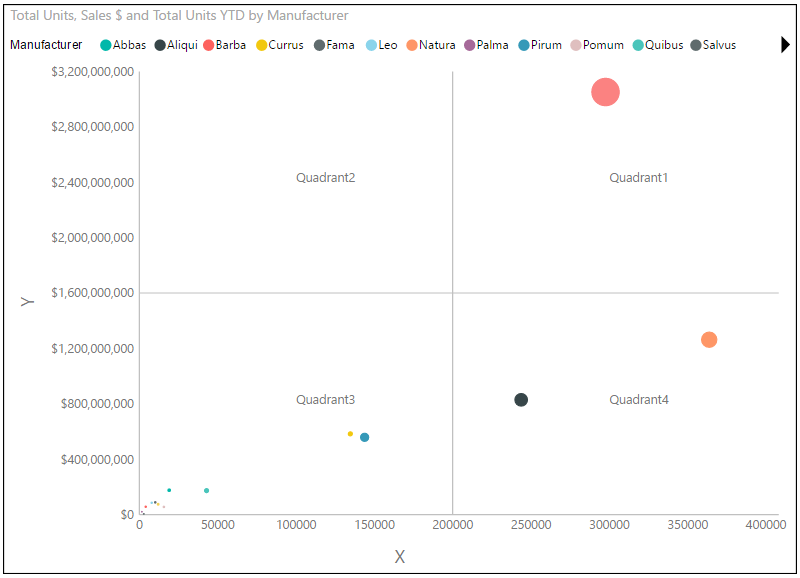 Total Units, Sales $ and Total Units YTD by Manufacturer
Manufacturer Abbas Aliqui Barba Currus Fama Leo Natura Palma Pirum Pomum Quibus Salvus
$3,200,000,000
$2,800,000,000
Quadrant2 Quadrant1
$2,400,000,000
$2,000,000,000
Y
$1,600,000,000
$1,200,000,000
Quadrant3 Quadrant4
$800,000,000
$400,000,000
$0
0 50000 100000 150000 200000 250000 300000 350000 400000
X